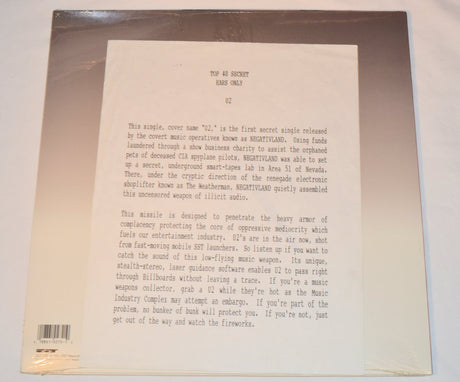 TOP 40 SECRET
EARS ONLY
U2
This single, cover name "U2," is the first secret single released
by the covert music operatives known as NEGATIVLAND. Using funds
laundered through a show business charity to assist the orphaned
pets of deceased CIA spyplane pilots, NEGATIVLAND was able to set
up a secret, underground smart-tapes lab in Area 51 of Nevada.
There, under the cryptic direction of the renegade electronic
shoplifter known as The Weatherman, NEGATIVLAND quietly assembled
this uncensored weapon of illicit audio.
This missile is designed to penetrate the heavy armor of
complacency protecting the core of oppressive mediocrity which
fuels our entertainment industry. U2's are in the air now, shot
from fast-moving mobile SST launchers. So listen up if you want to
catch the sound of this low-flying music weapon. Its unique,
stealth-stereo, laser guidance software enables U2 to pass right
through Billboards without leaving a trace. If you're a music
weapons collector, grab a U2 while they're hot as the Music
Industry Complex may attempt an embargo. If you're part of the
problem, no bunker of bunk will protect you. If you're not, just
get out of the way and watch the fireworks.